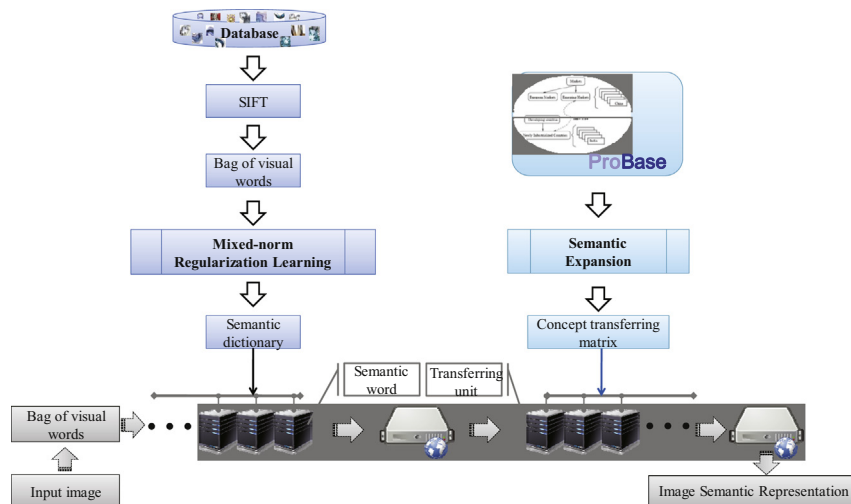 Database
SIFT
Bag of visual
words
Mixed-norm
Regularization Learning
Semantic
dictionary
ProBase
Semantic
Expansion
Concept transferring
matrix
Semantic
word
Transferring
unit
Bag of visual
words
Input image
Image Semantic Representation